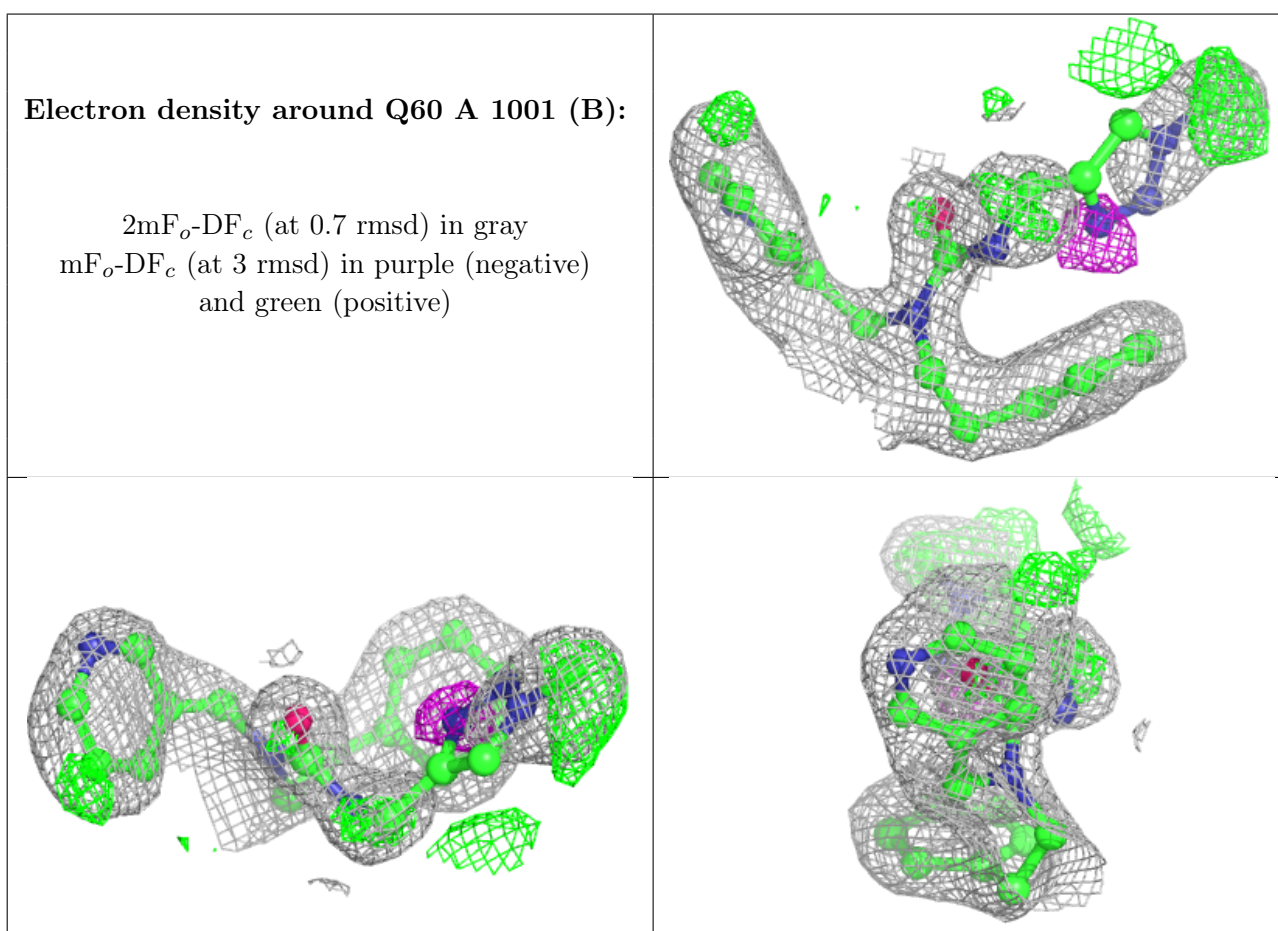 Electron density around Q60 A 1001 (B):
2mFo-DFc (at 0.7 rmsd) in gray
mFo-DFc (at 3 rmsd) in purple (negative)
and green (positive)